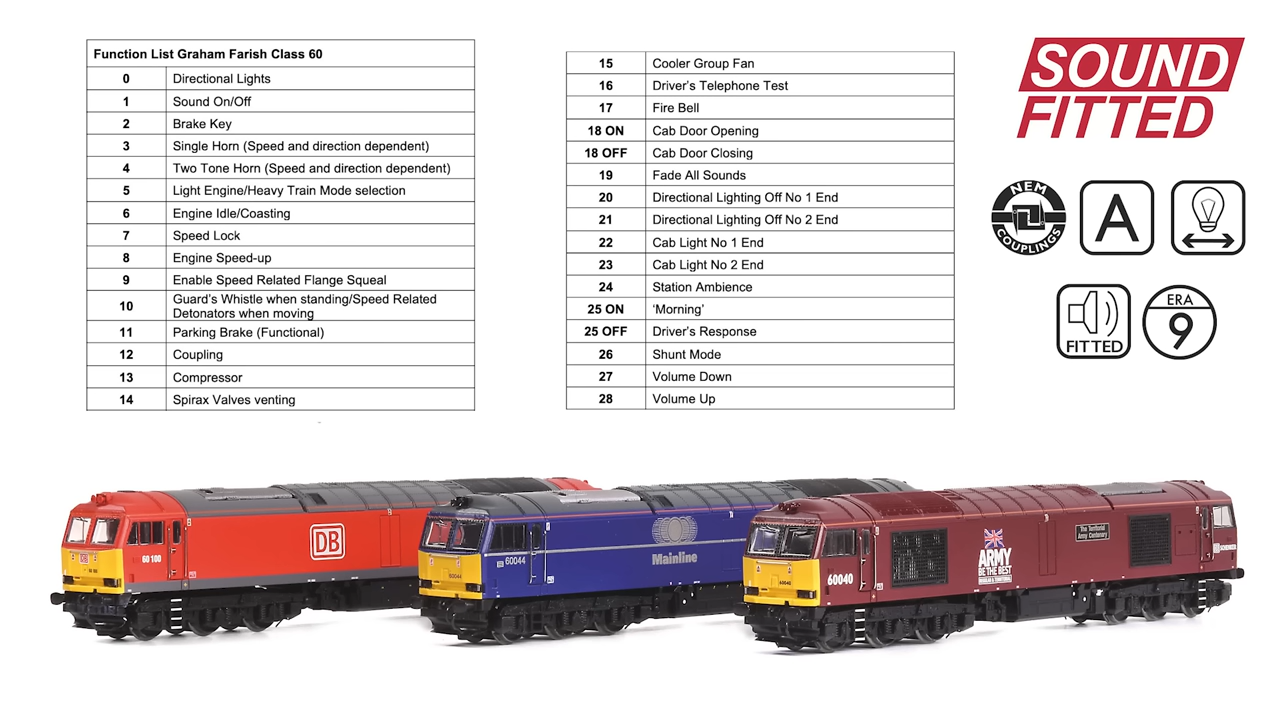 Function List Graham Farish Class 60
0 Directional Lights
1 Sound On/Off
2 Brake Key
3 Single Horn (Speed and direction dependent)
4 Two Tone Horn (Speed and direction dependent)
5 Light Engine/Heavy Train Mode selection
6 Engine Idle/Coasting
7 Speed Lock
8 Engine Speed-up
9 Enable Speed Related Flange Squeal
10 Guard's Whistle when standing/Speed Related
Detonators when moving
11 Parking Brake (Functional)
12 Coupling
13 Compressor
14 Spirax Valves venting
15 Cooler Group Fan
16 Driver's Telephone Test
17 Fire Bell
18 ON Cab Door Opening
18 OFF Cab Door Closing
19 Fade All Sounds
20 Directional Lighting Off No 1 End
21 Directional Lighting Off No 2 End
22 Cab Light No 1 End
23 Cab Light No 2 End
24 Station Ambience
25 ON ‘Morning’
25 OFF Driver's Response
26 Shunt Mode
27 Volume Down
28 Volume Up
SOUND
FITTED
NEM
COUPLINGS
A
FITTED
ERA
9
60 100
DB
60044
60044
Mainline
60040
60040
ARMY
BE THE BEST
REGULAR & TERRITORIAL
The Territorial
Army Centenary
SCHENKER